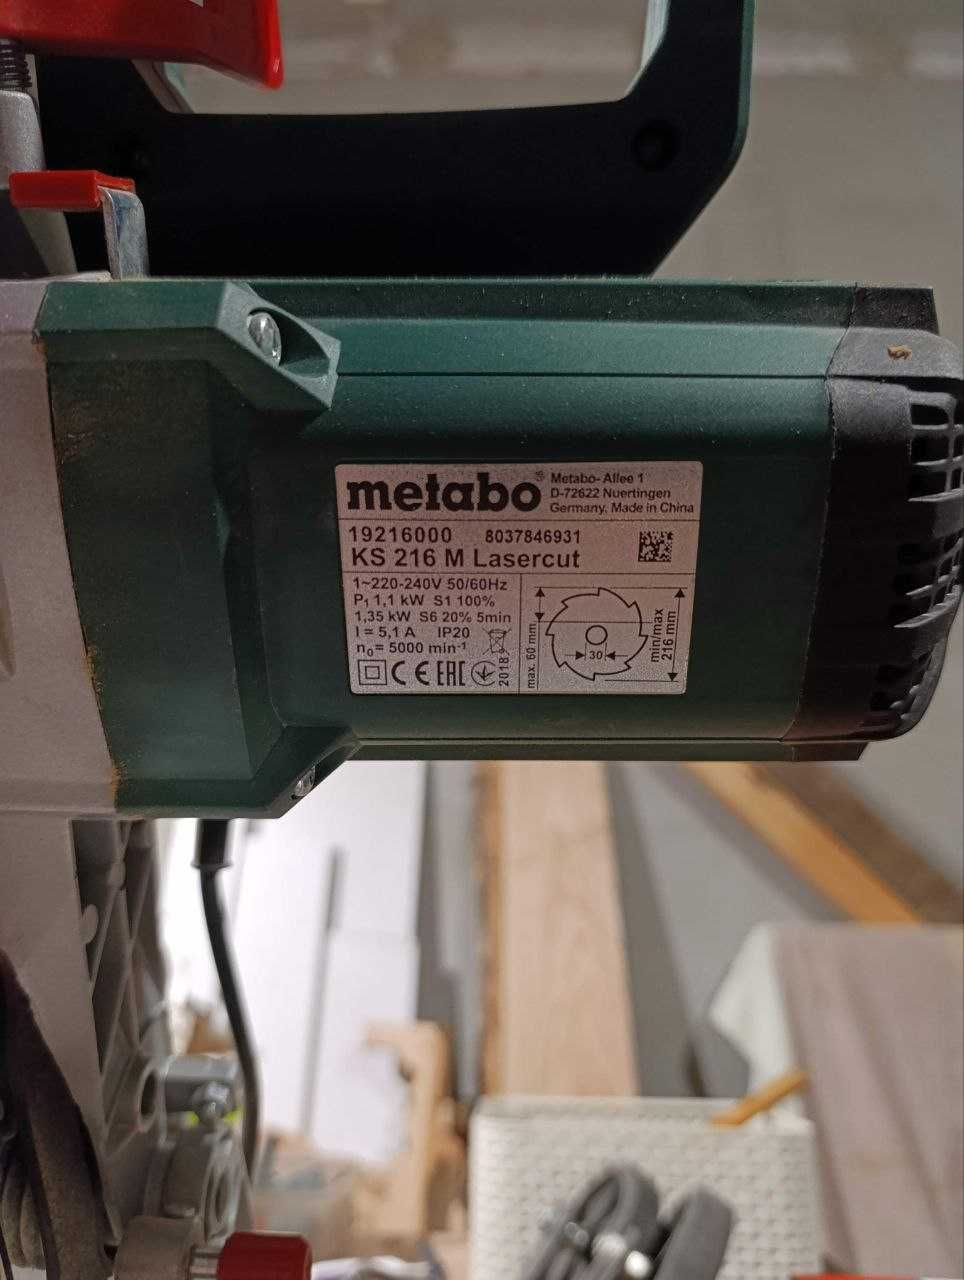 metabo®
Metabo- Allee 1
D-72622 Nuertingen
Germany, Made in China
19216000 8037846931
KS 216 M Lasercut
1~220-240V 50/60Hz
P₁ 1,1 kW S1 100%
1,35 kW S6 20% 5min
I = 5,1 A IP20
n₀= 5000 min⁻¹
CE EAC 2018
max. 60 mm
30
min/max
216 mm